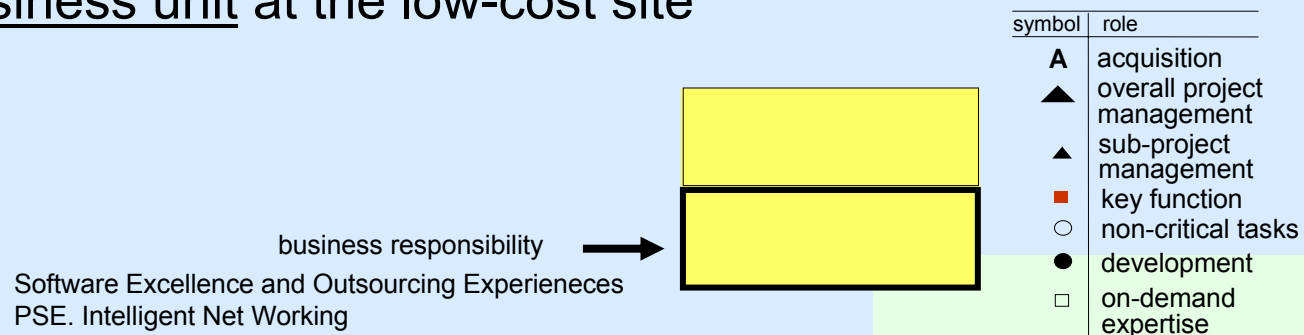 siness unit at the low-cost site
symbol role
A acquisition
overall project
management
sub-project
management
key function
non-critical tasks
development
on-demand
expertise
business responsibility
Software Excellence and Outsourcing Experieneces
PSE. Intelligent Net Working